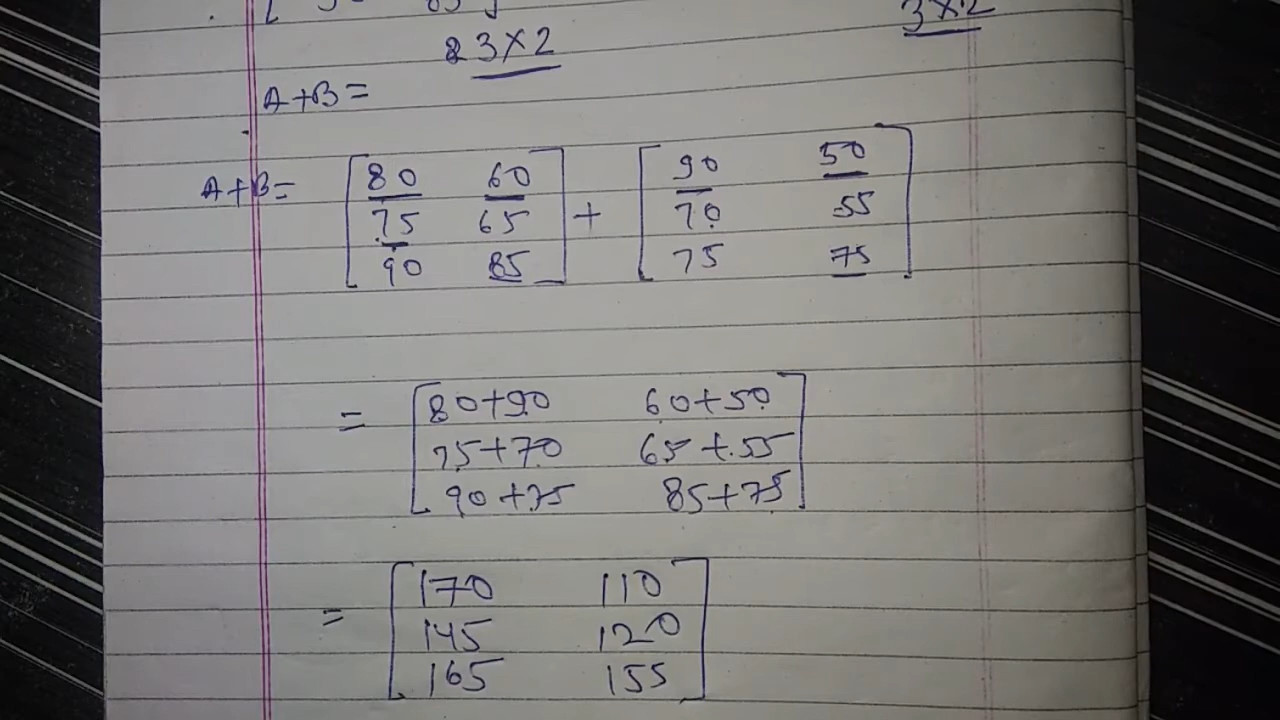 3×2
3×2
A+B=
A+B= [80 60] + [90 50]
[75 65] [70 55]
[90 85] [75 75]
= [80+90 60+50]
[75+70 65+55]
[90+75 85+75]
= [170 110]
[145 120]
[165 155]